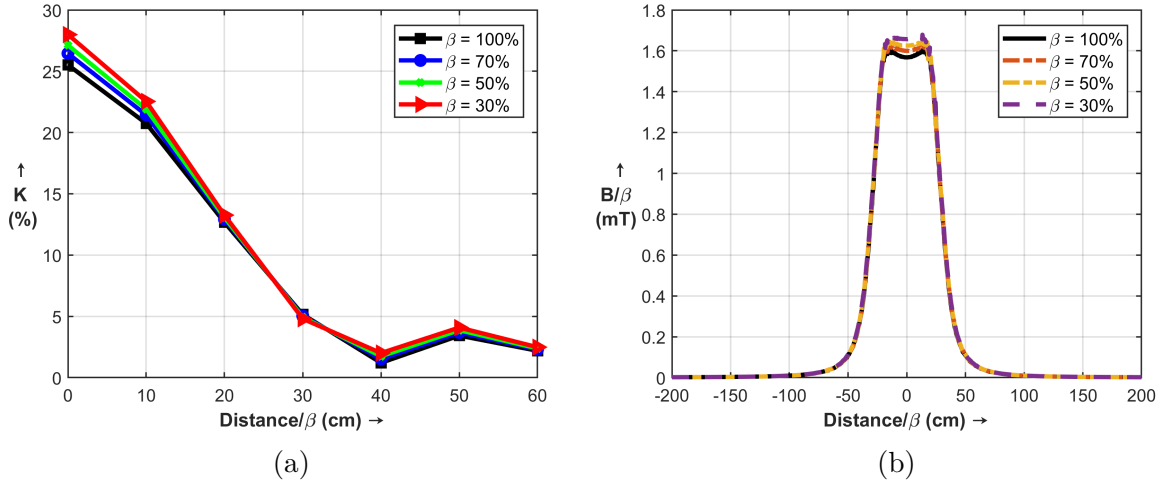 30
25
20
15
10
5
0
↑
K
(%)
0 10 20 30 40 50 60
Distance/β (cm) →
β = 100%
β = 70%
β = 50%
β = 30%
(a)
1.8
1.6
1.4
1.2
1
0.8
0.6
0.4
0.2
0
↑
B/β
(mT)
-200 -150 -100 -50 0 50 100 150 200
Distance/β (cm) →
β = 100%
β = 70%
β = 50%
β = 30%
(b)